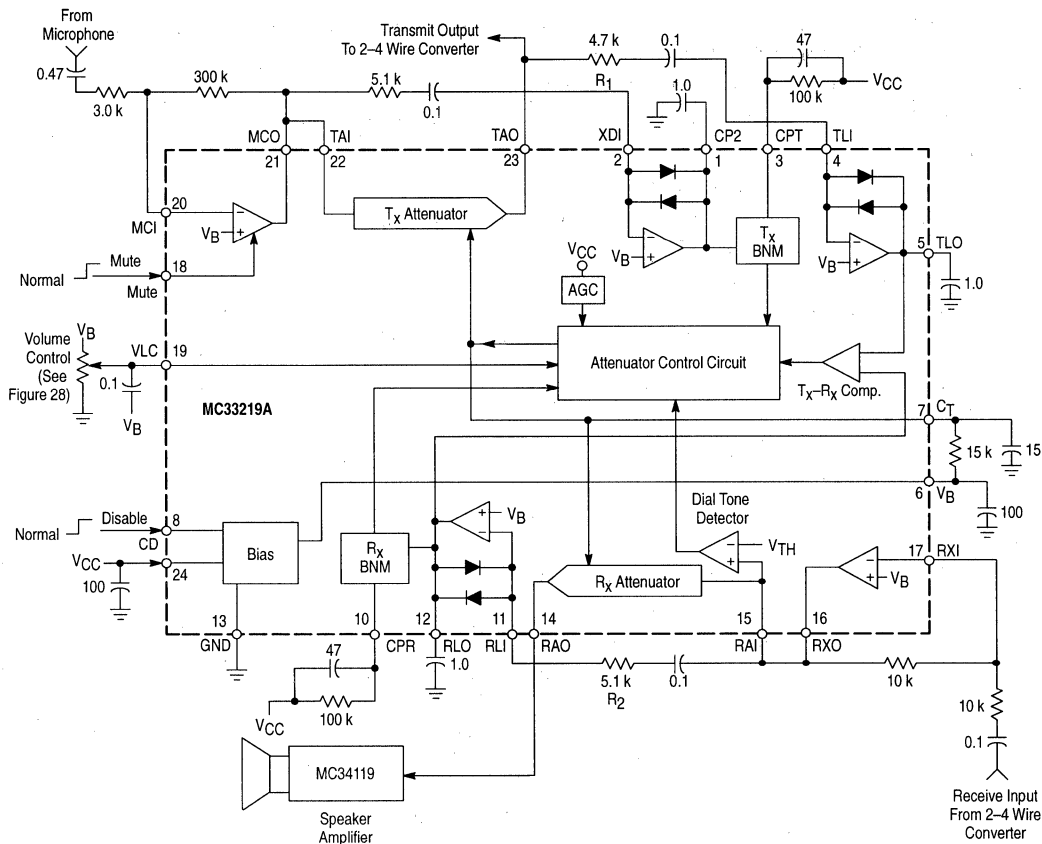 From
Microphone
0.47
3.0 k
300 k
5.1 k
0.1
Transmit Output
To 2–4 Wire Converter
4.7 k
R1
0.1
1.0
47
100 k
VCC
MCO
21
TAI
22
TAO
23
XDI
2
CP2
1
CPT
3
TLI
4
20
MCI
VB
– +
Tx Attenuator
VB
– +
Tx
BNM
VB
– +
5
TLO
1.0
Normal
Mute
18
Mute
VCC
AGC
Volume
Control
(See
Figure 28)
VB
VLC
19
0.1
VB
MC33219A
Attenuator Control Circuit
Tx–Rx Comp.
7
CT
15 k
15
6
VB
100
Normal
Disable
8
CD
VCC
24
100
Bias
Rx
BNM
+ –
VB
Dial Tone
Detector
– +
VTH
Rx Attenuator
– +
VB
17
RXI
13
GND
10
CPR
12
RLO
11
RLI
14
RAO
15
RAI
16
RXO
47
100 k
VCC
1.0
5.1 k
R2
0.1
10 k
10 k
0.1
MC34119
Speaker
Amplifier
Receive Input
From 2–4 Wire
Converter